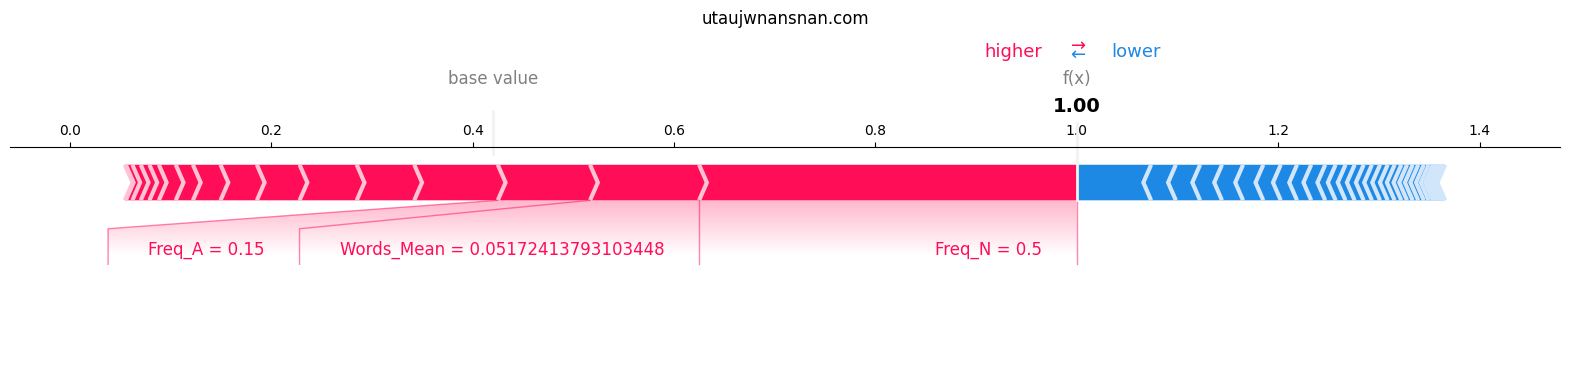 utaujwnansnan.com
higher ⇄ lower
base value f(x)
1.00
0.0 0.2 0.4 0.6 0.8 1.0 1.2 1.4
Freq_A = 0.15 Words_Mean = 0.05172413793103448 Freq_N = 0.5